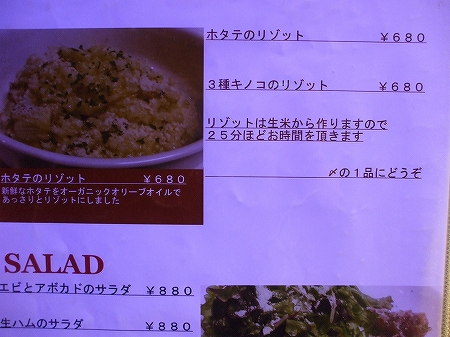 ホタテのリゾット ￥６８０
３種キノコのリゾット ￥６８０
リゾットは生米から作りますので
２５分ほどお時間を頂きます
〆の１品にどうぞ
ホタテのリゾット ￥６８０
新鮮なホタテをオーガニックオリーブオイルで
あっさりとリゾットにしました
SALAD
エビとアボカドのサラダ ￥８８０
生ハムのサラダ ￥８８０